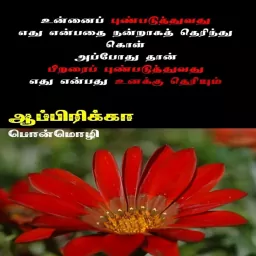 உன்னைப் புண்படுத்துவது
எது என்பதை நன்றாகத் தெரிந்து
கொள்
அப்போது தான்
பிறரைப் புண்படுத்துவது
எது என்பது உனக்கு தெரியும்
ஆப்பிரிக்கா
பொன்மொழி